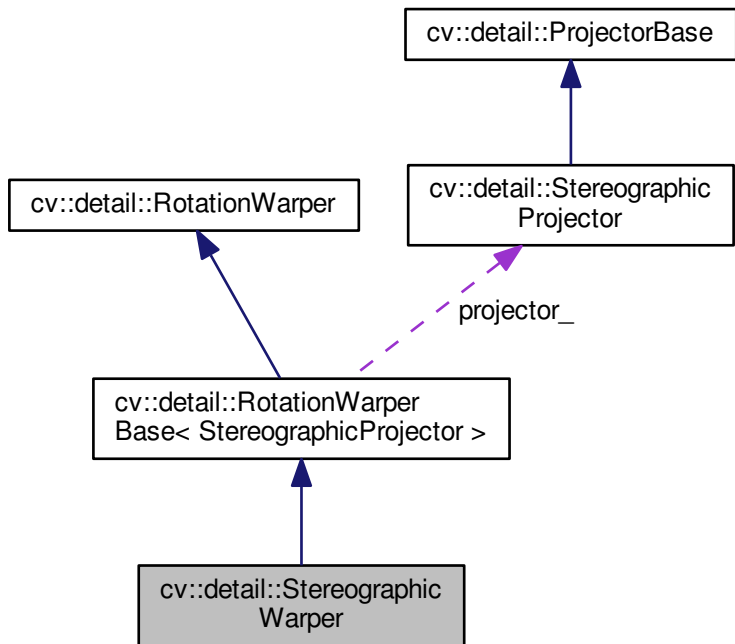 cv::detail::ProjectorBase
cv::detail::Stereographic
Projector
cv::detail::RotationWarper
projector_
cv::detail::RotationWarper
Base< StereographicProjector >
cv::detail::Stereographic
Warper